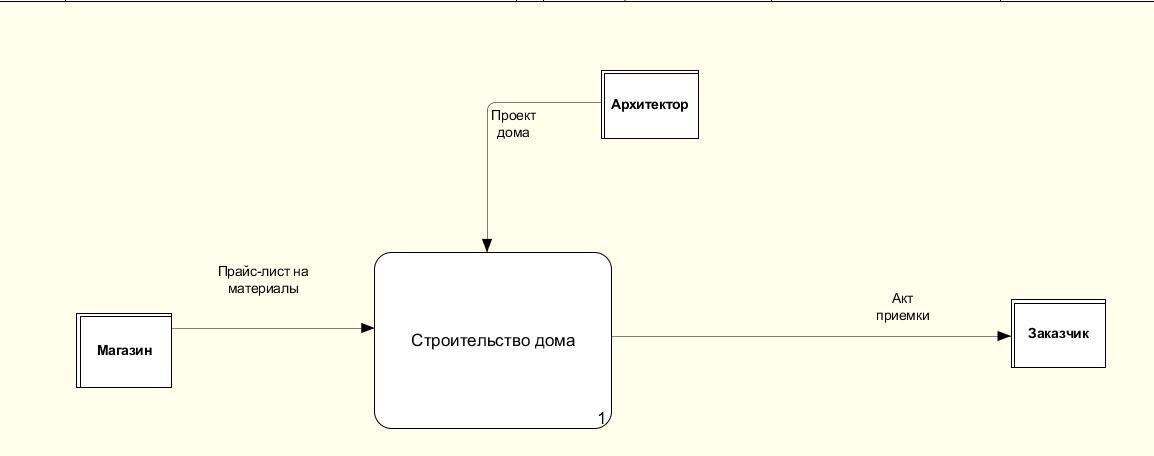 Архитектор
Проект
дома
Прайс-лист на
материалы
Магазин
Строительство дома
1
Акт
приемки
Заказчик